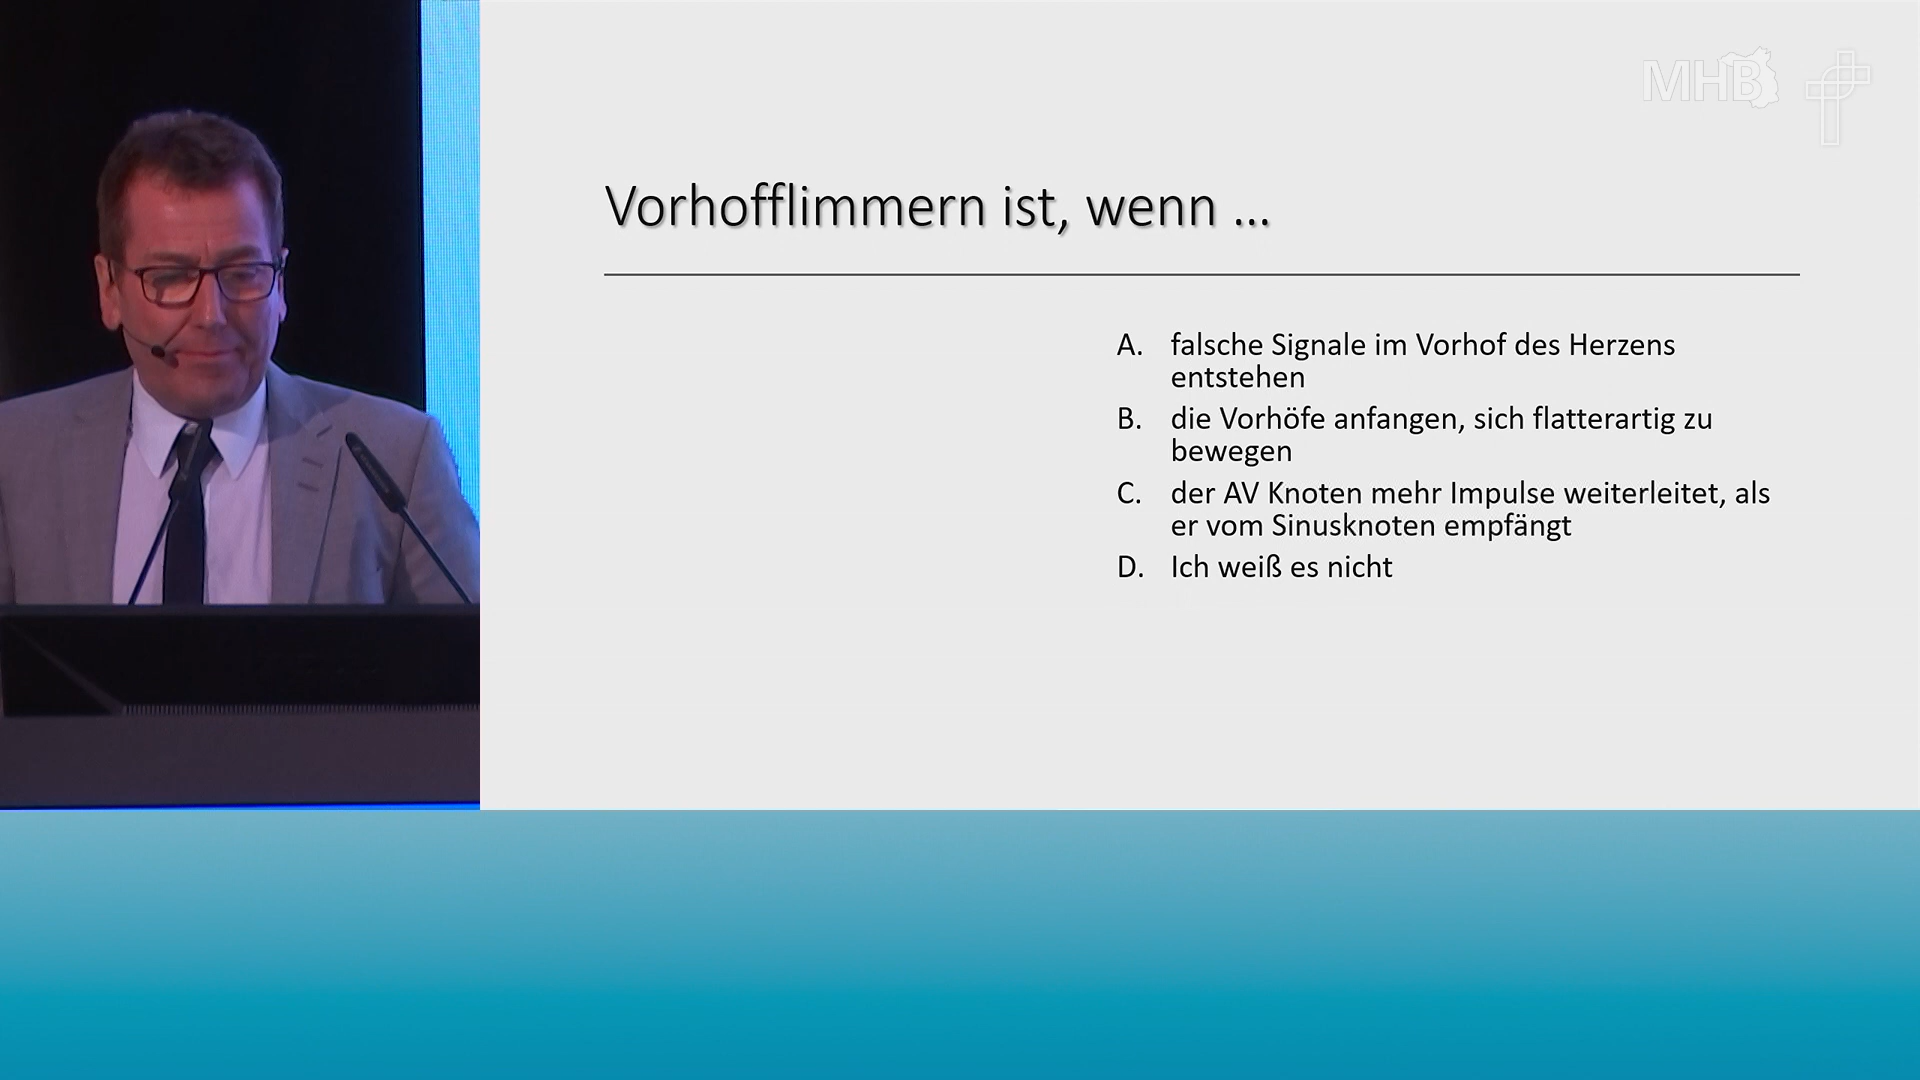 MHB
Vorhofflimmern ist, wenn ...
A. falsche Signale im Vorhof des Herzens
entstehen
B. die Vorhöfe anfangen, sich flatterartig zu
bewegen
C. der AV Knoten mehr Impulse weiterleitet, als
er vom Sinusknoten empfängt
D. Ich weiß es nicht